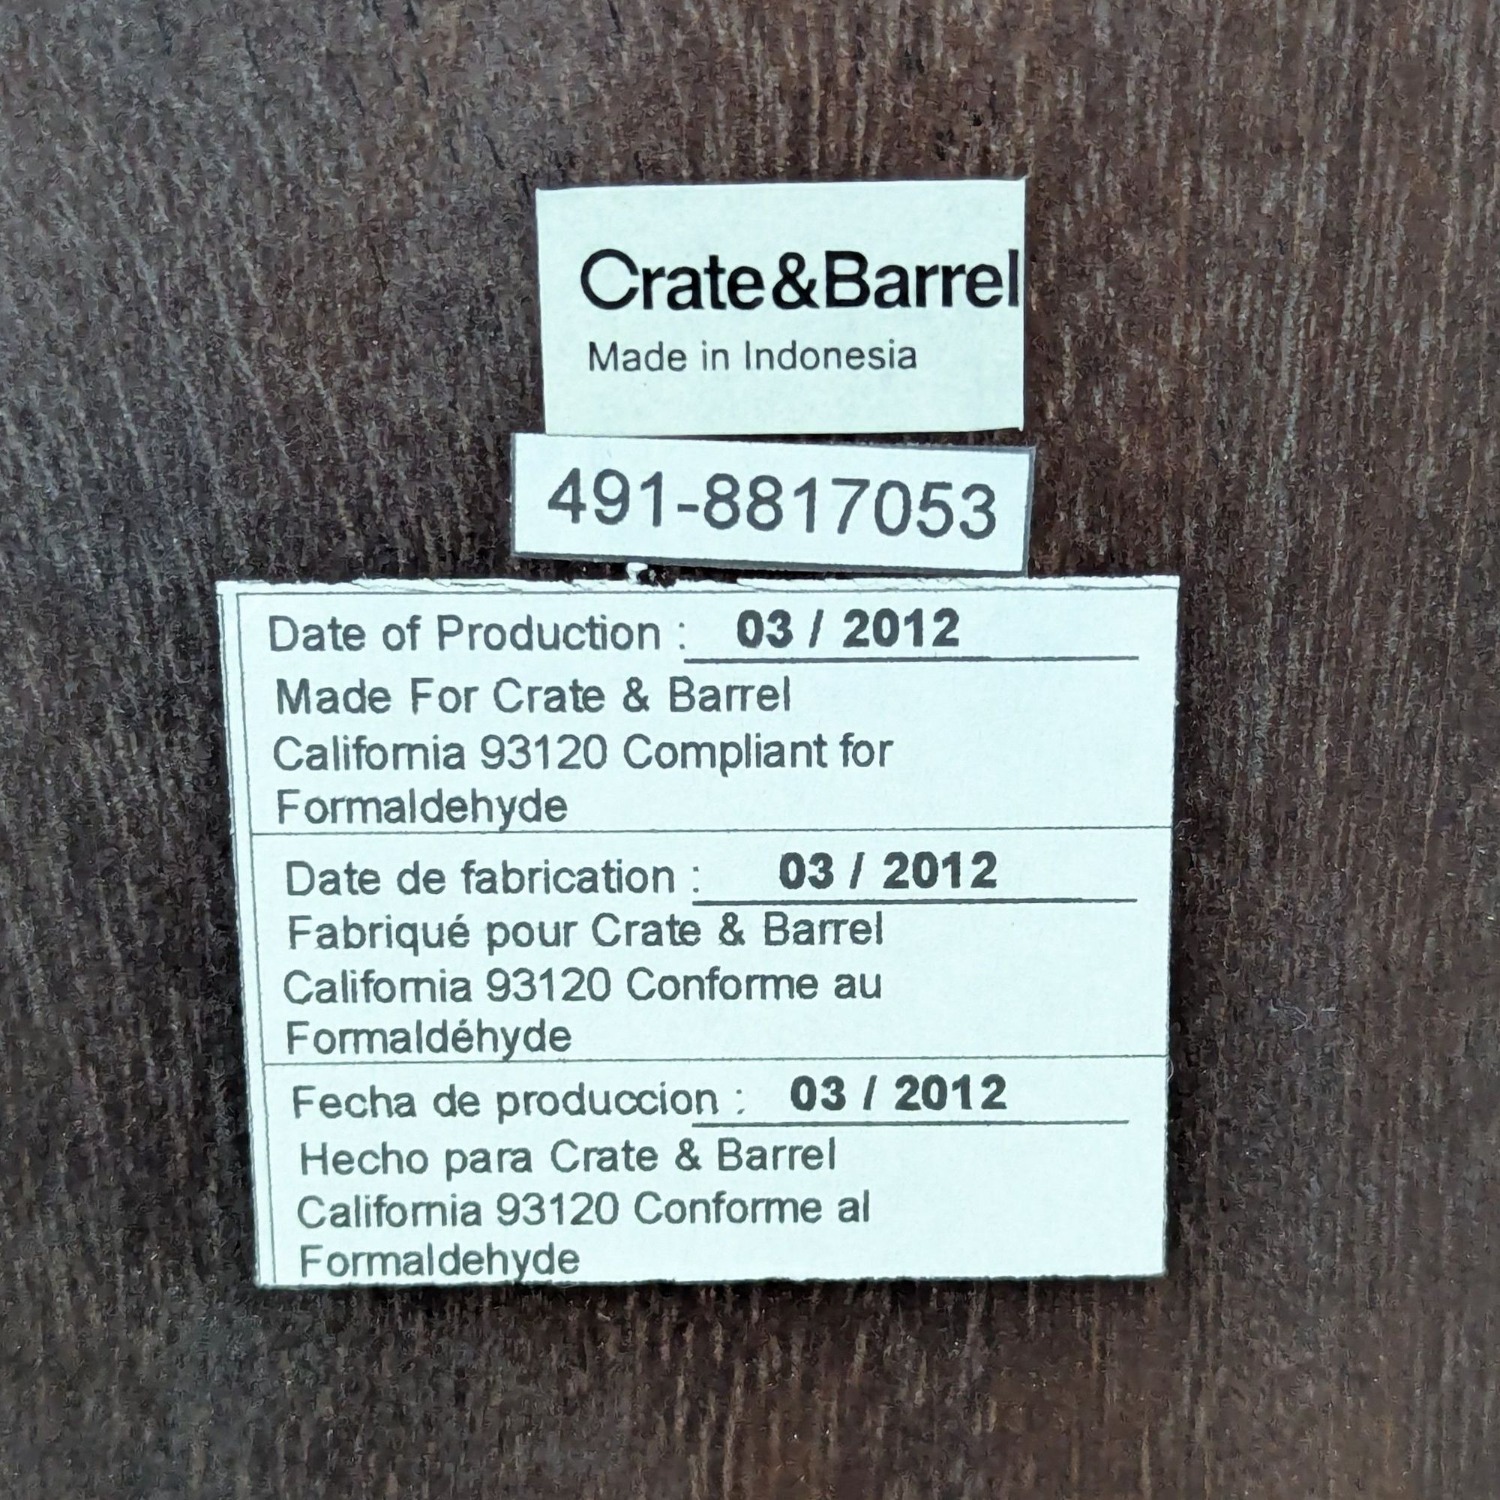 Crate&Barrel
Made in Indonesia
491-8817053
Date of Production : 03 / 2012
Made For Crate & Barrel
California 93120 Compliant for
Formaldehyde
Date de fabrication : 03 / 2012
Fabriqué pour Crate & Barrel
California 93120 Conforme au
Formaldéhyde
Fecha de produccion : 03 / 2012
Hecho para Crate & Barrel
California 93120 Conforme al
Formaldehyde